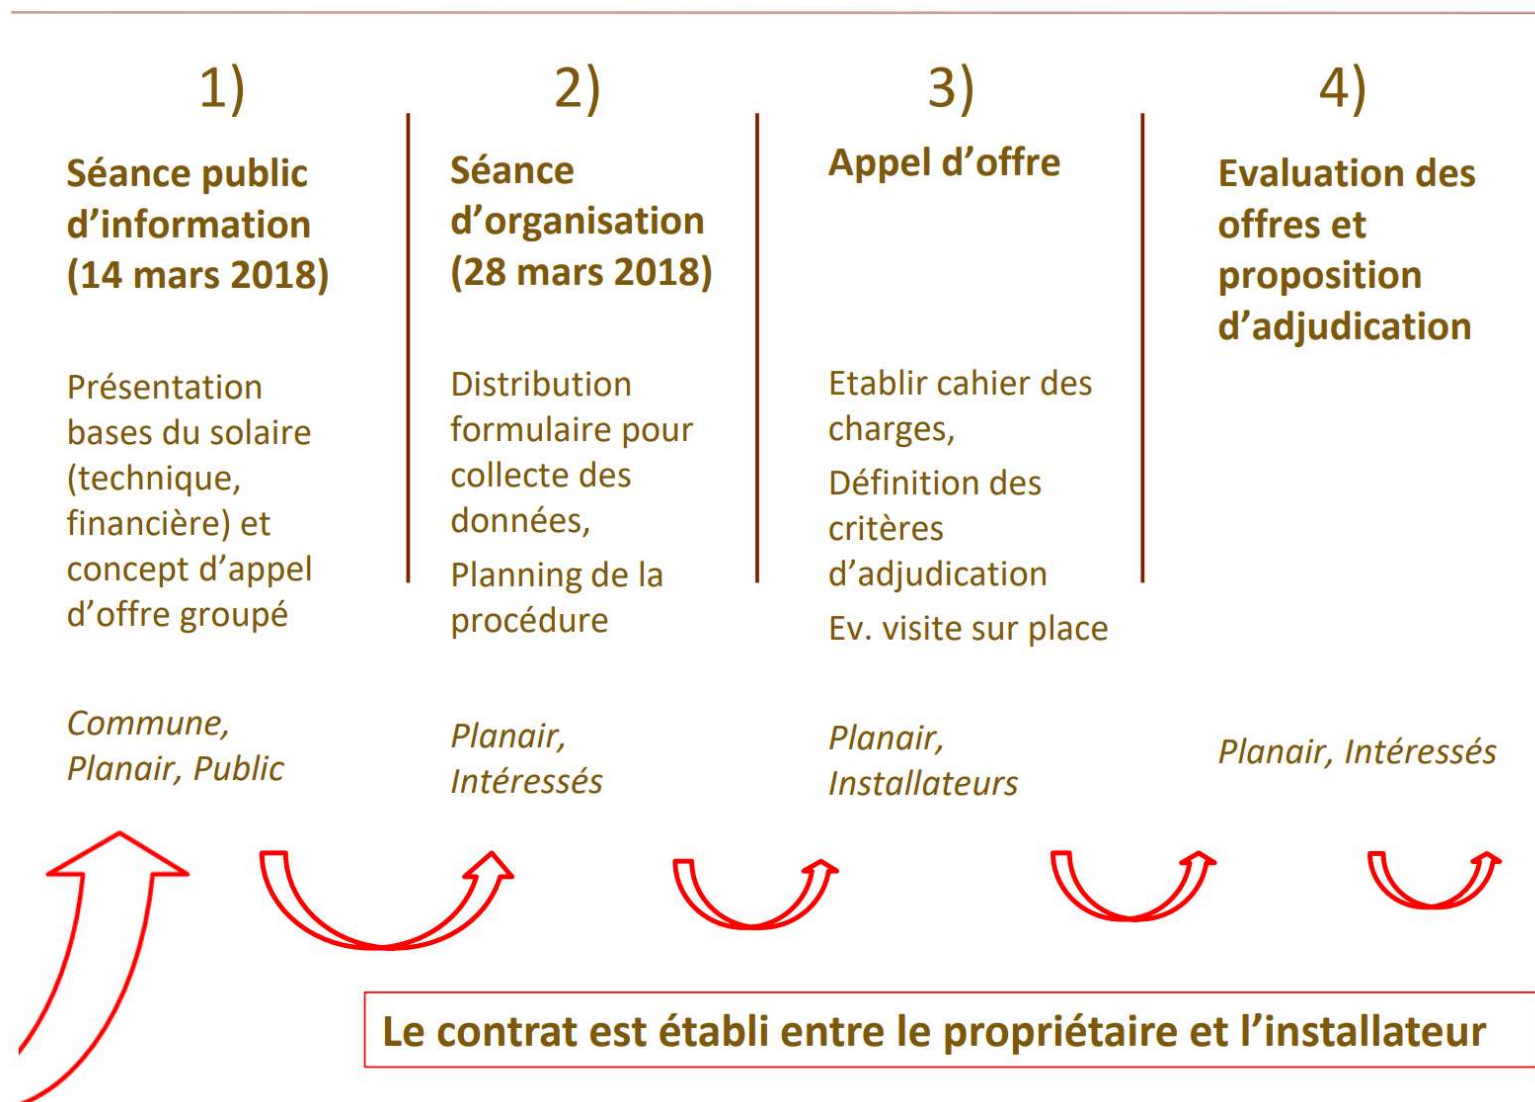 1)
Séance public
d’information
(14 mars 2018)
Présentation
bases du solaire
(technique,
financière) et
concept d’appel
d’offre groupé
Commune,
Planair, Public
2)
Séance
d’organisation
(28 mars 2018)
Distribution
formulaire pour
collecte des
données,
Planning de la
procédure
Planair,
Intéressés
3)
Appel d’offre
Etablir cahier des
charges,
Définition des
critères
d’adjudication
Ev. visite sur place
Planair,
Installateurs
4)
Evaluation des
offres et
proposition
d’adjudication
Planair, Intéressés
Le contrat est établi entre le propriétaire et l’installateur